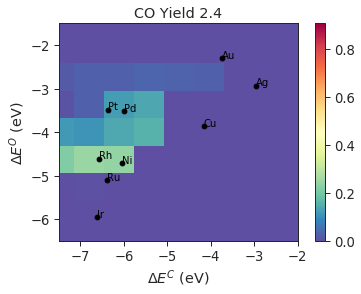 CO Yield 2.4
ΔE^O (eV)
−2
−3
−4
−5
−6
Au
Ag
Pt
Pd
Cu
Rh
Ni
Ru
Ir
−7
−6
−5
−4
−3
−2
ΔE^C (eV)
0.8
0.6
0.4
0.2
0.0